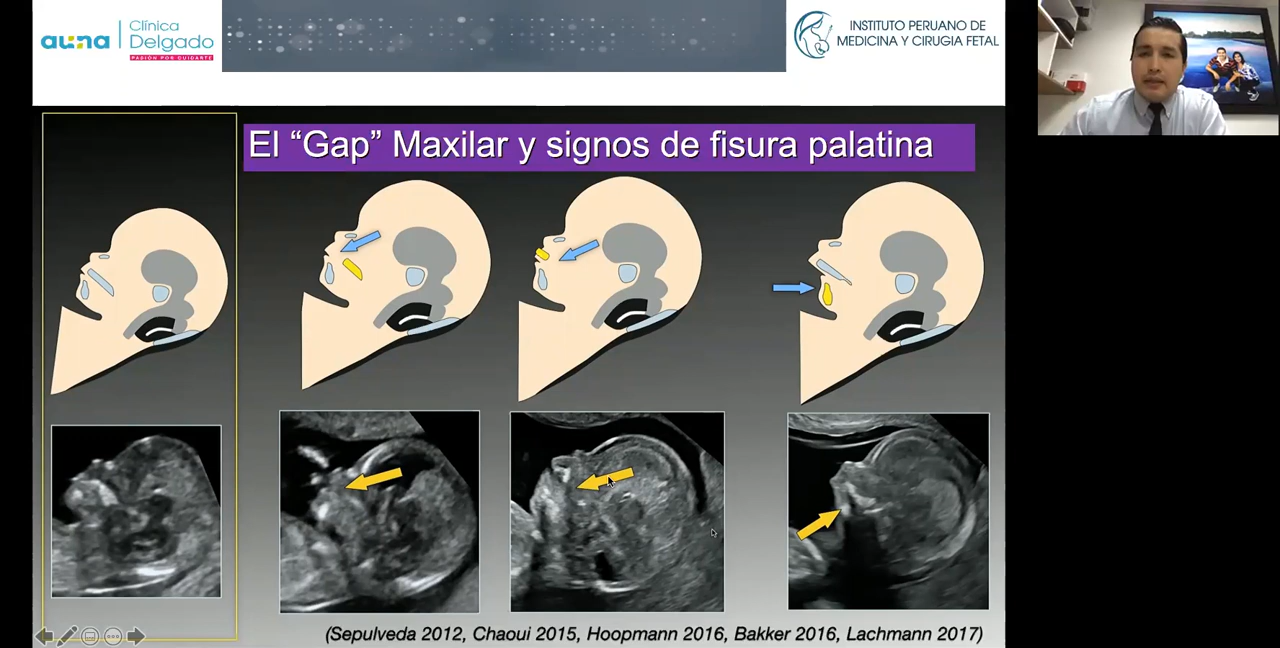 auna
Clínica
Delgado
PASIÓN POR CUIDARTE
INSTITUTO PERUANO DE
MEDICINA Y CIRUGIA FETAL
El “Gap” Maxilar y signos de fisura palatina
(Sepulveda 2012, Chaoui 2015, Hoopmann 2016, Bakker 2016, Lachmann 2017)